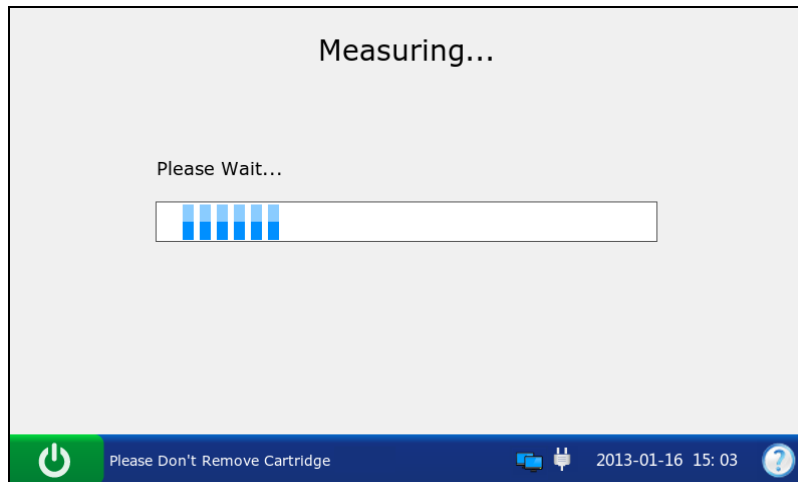 Measuring...
Please Wait...
Please Don't Remove Cartridge
2013-01-16 15: 03
?